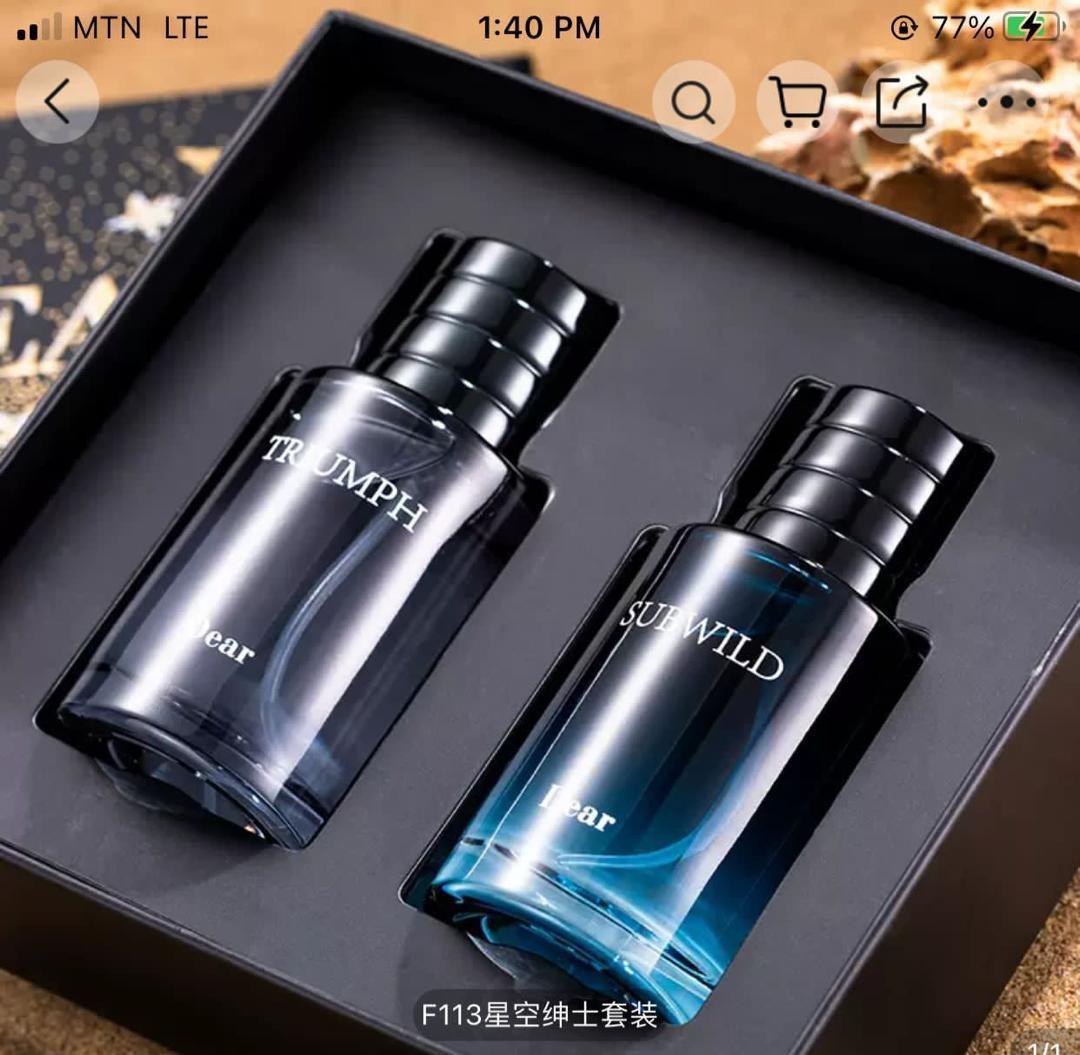 MTN LTE
1:40 PM
77%
TRIUMPH
Dear
SUBWILD
Dear
F113星空绅士套装
1/1